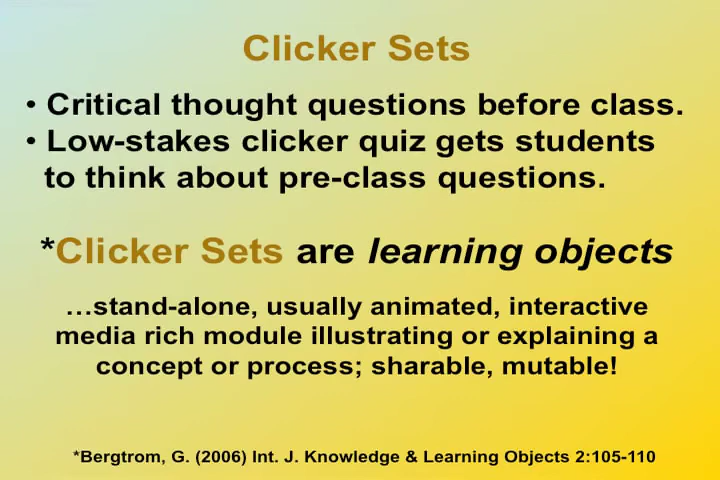 Clicker Sets
• Critical thought questions before class.
• Low-stakes clicker quiz gets students
to think about pre-class questions.
*Clicker Sets are learning objects
…stand-alone, usually animated, interactive
media rich module illustrating or explaining a
concept or process; sharable, mutable!
*Bergtrom, G. (2006) Int. J. Knowledge & Learning Objects 2:105-110